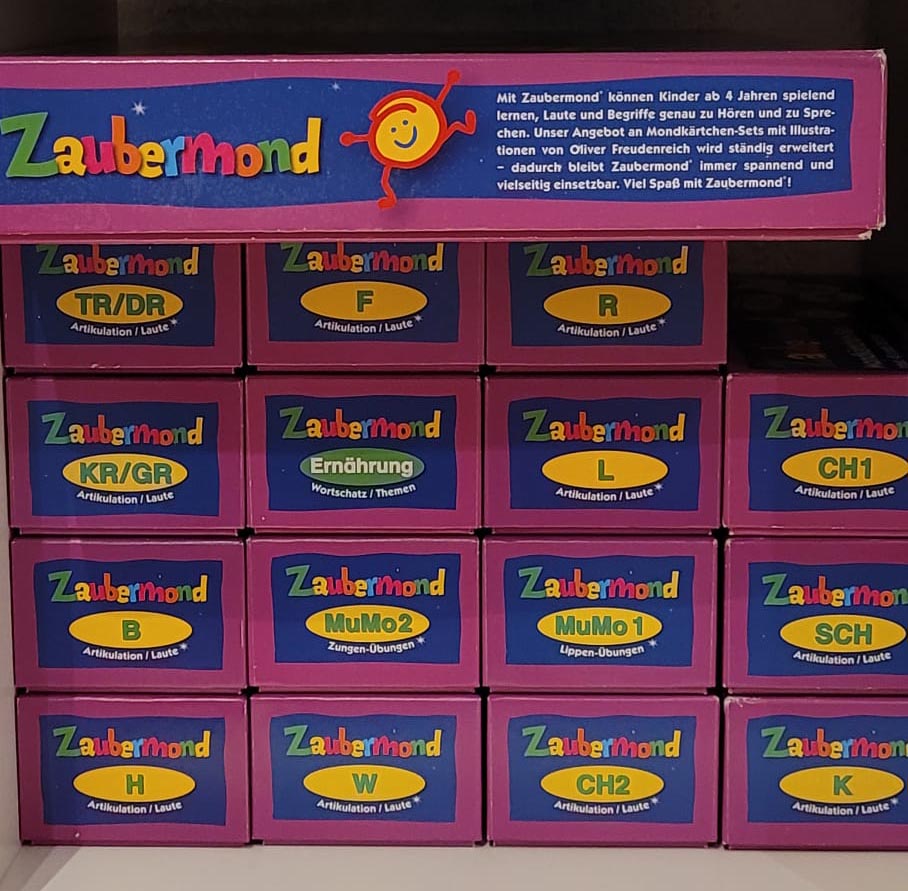 Zaubermond
Mit Zaubermond® können Kinder ab 4 Jahren spielend
lernen, Laute und Begriffe genau zu Hören und zu Spre-
chen. Unser Angebot an Mondkärtchen-Sets mit Illustra-
tionen von Oliver Freudenreich wird ständig erweitert
– dadurch bleibt Zaubermond® immer spannend und
vielseitig einsetzbar. Viel Spaß mit Zaubermond®!
Zaubermond
TR/DR
Artikulation / Laute
Zaubermond
F
Artikulation / Laute
Zaubermond
R
Artikulation / Laute
Zaubermond
KR/GR
Artikulation / Laute
Zaubermond
Ernährung
Wortschatz / Themen
Zaubermond
L
Artikulation / Laute
Zaubermon
CH1
Artikulation / Laute
Zaubermond
B
Artikulation / Laute
Zaubermond
MuMo2
Zungen-Übungen
Zaubermond
MuMo 1
Lippen-Übungen
Zaubermon
SCH
Artikulation / Laute
Zaubermond
H
Artikulation / Laute
Zaubermond
W
Artikulation / Laute
Zaubermond
CH2
Artikulation / Laute
Zaubermon
K
Artikulation / Laute